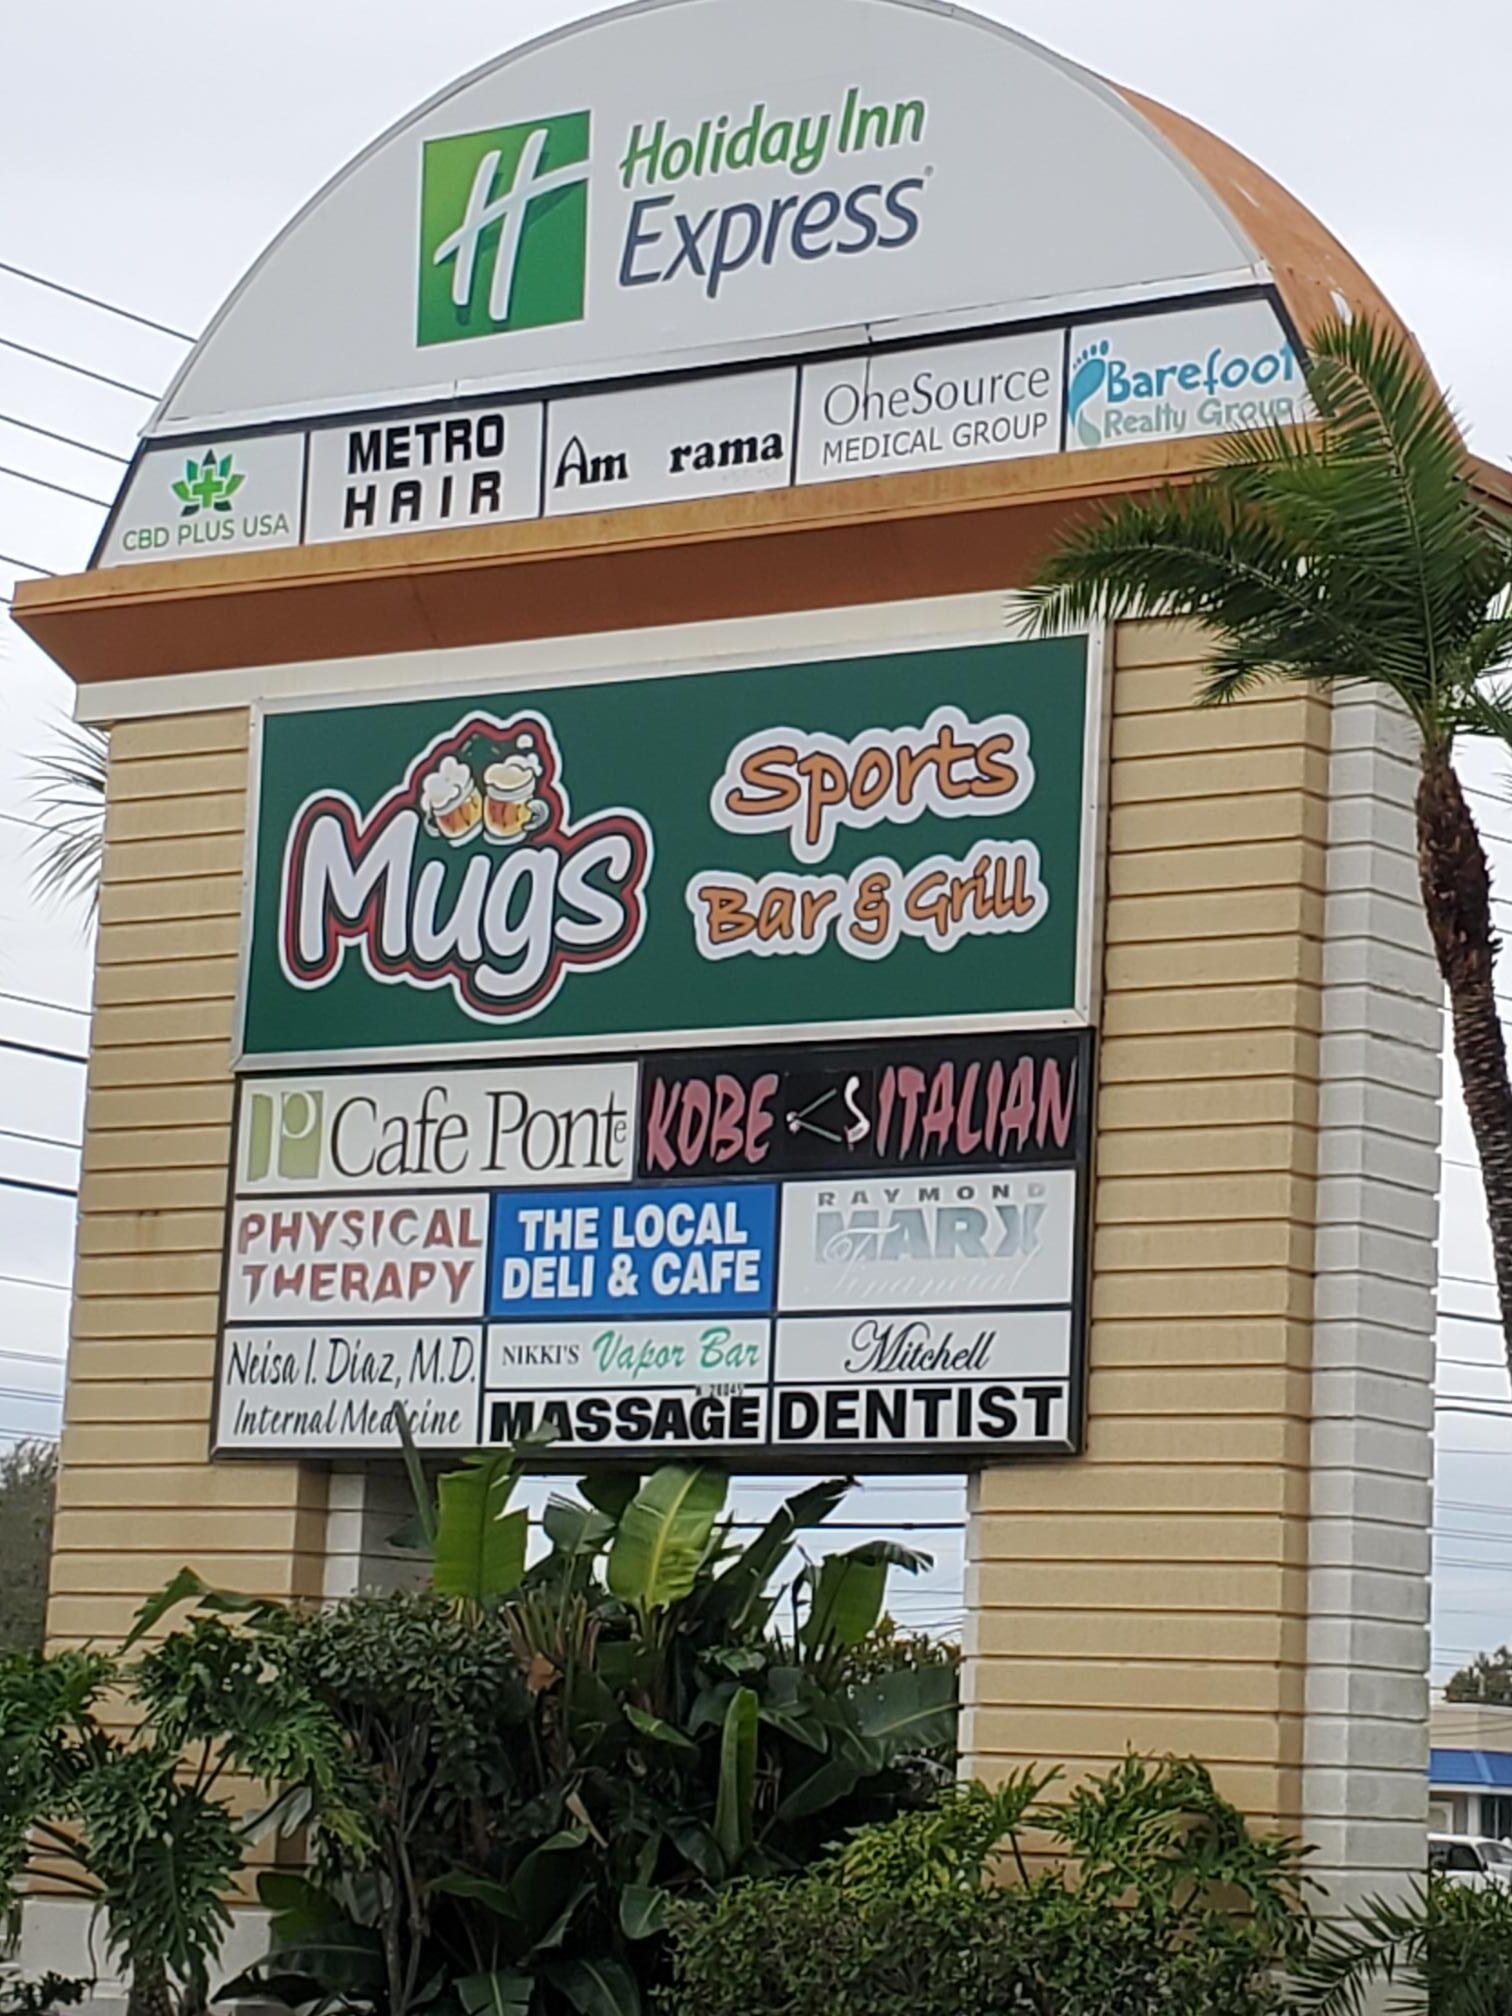 H
Holiday Inn
Express
CBD PLUS USA
METRO
HAIR
Am rama
OneSource
MEDICAL GROUP
Barefoot
Realty Group
Mugs
Sports
Bar & Grill
Cafe Ponte
KOBE ITALIAN
PHYSICAL
THERAPY
THE LOCAL
DELI & CAFE
RAYMOND
MARX
Financial
Neisa I. Diaz, M.D.
Internal Medicine
NIKKI'S Vapor Bar
Mitchell
MASSAGE
DENTIST